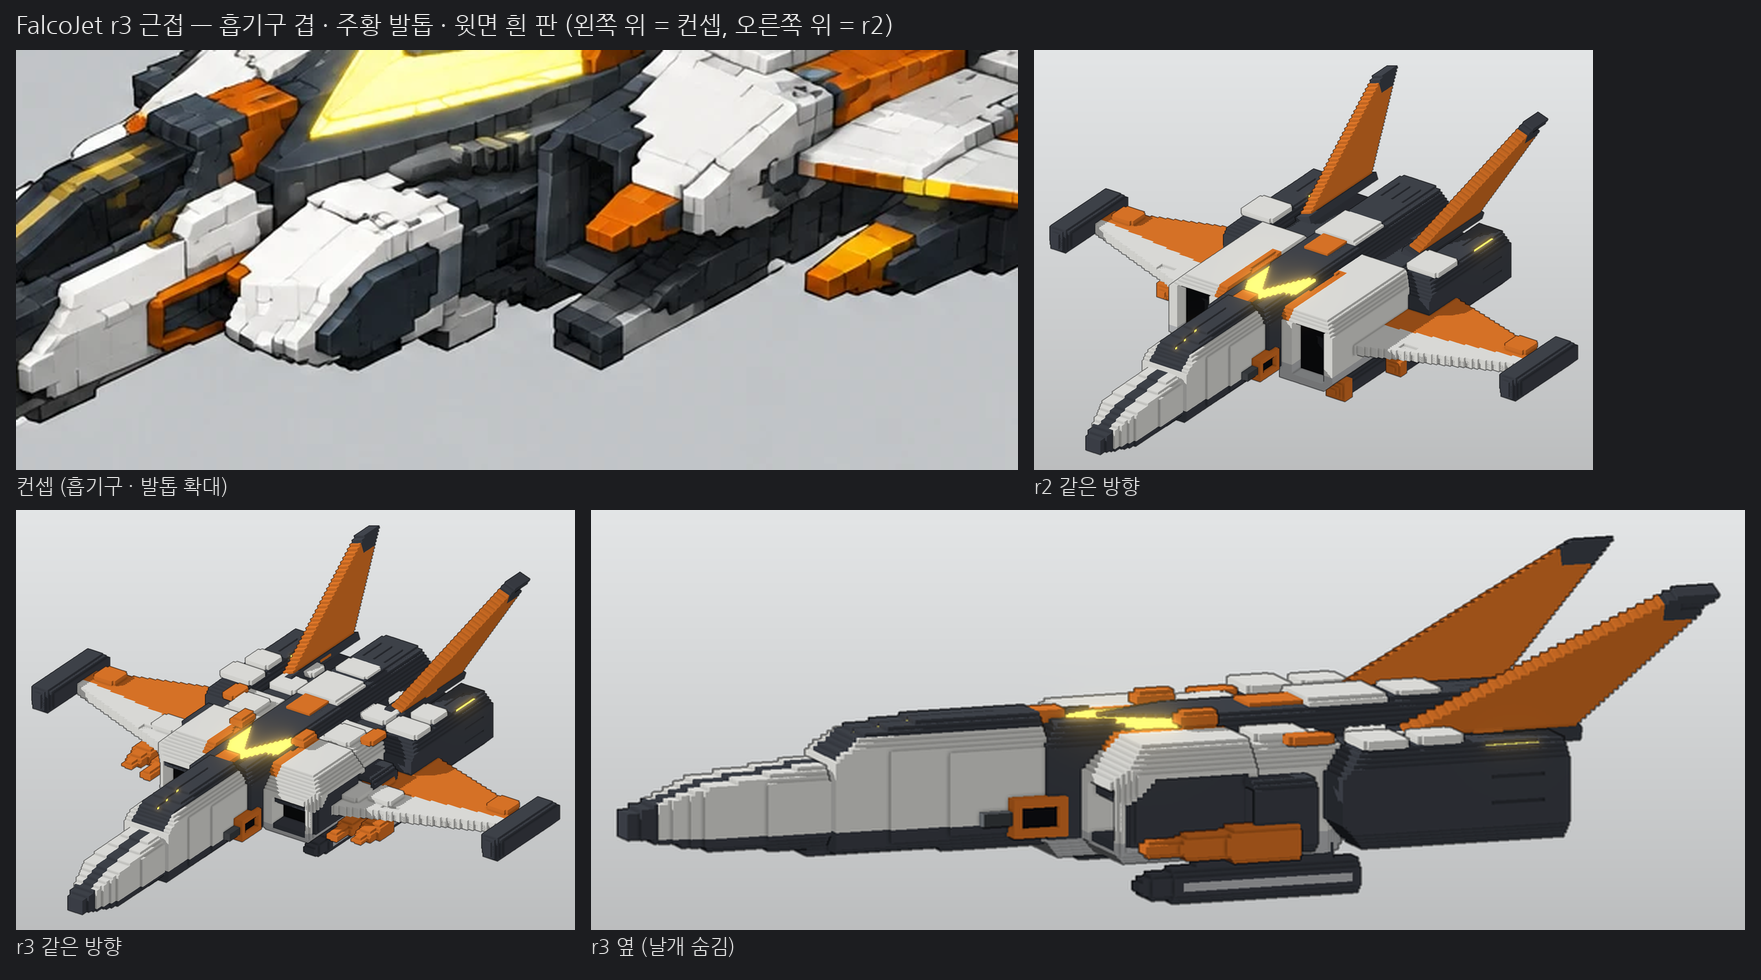 FalcoJet r3 근접 — 흡기구 겹 · 주황 발톱 · 윗면 흰 판 (왼쪽 위 = 컨셉, 오른쪽 위 = r2)
컨셉 (흡기구 · 발톱 확대)
r2 같은 방향
r3 같은 방향
r3 옆 (날개 숨김)